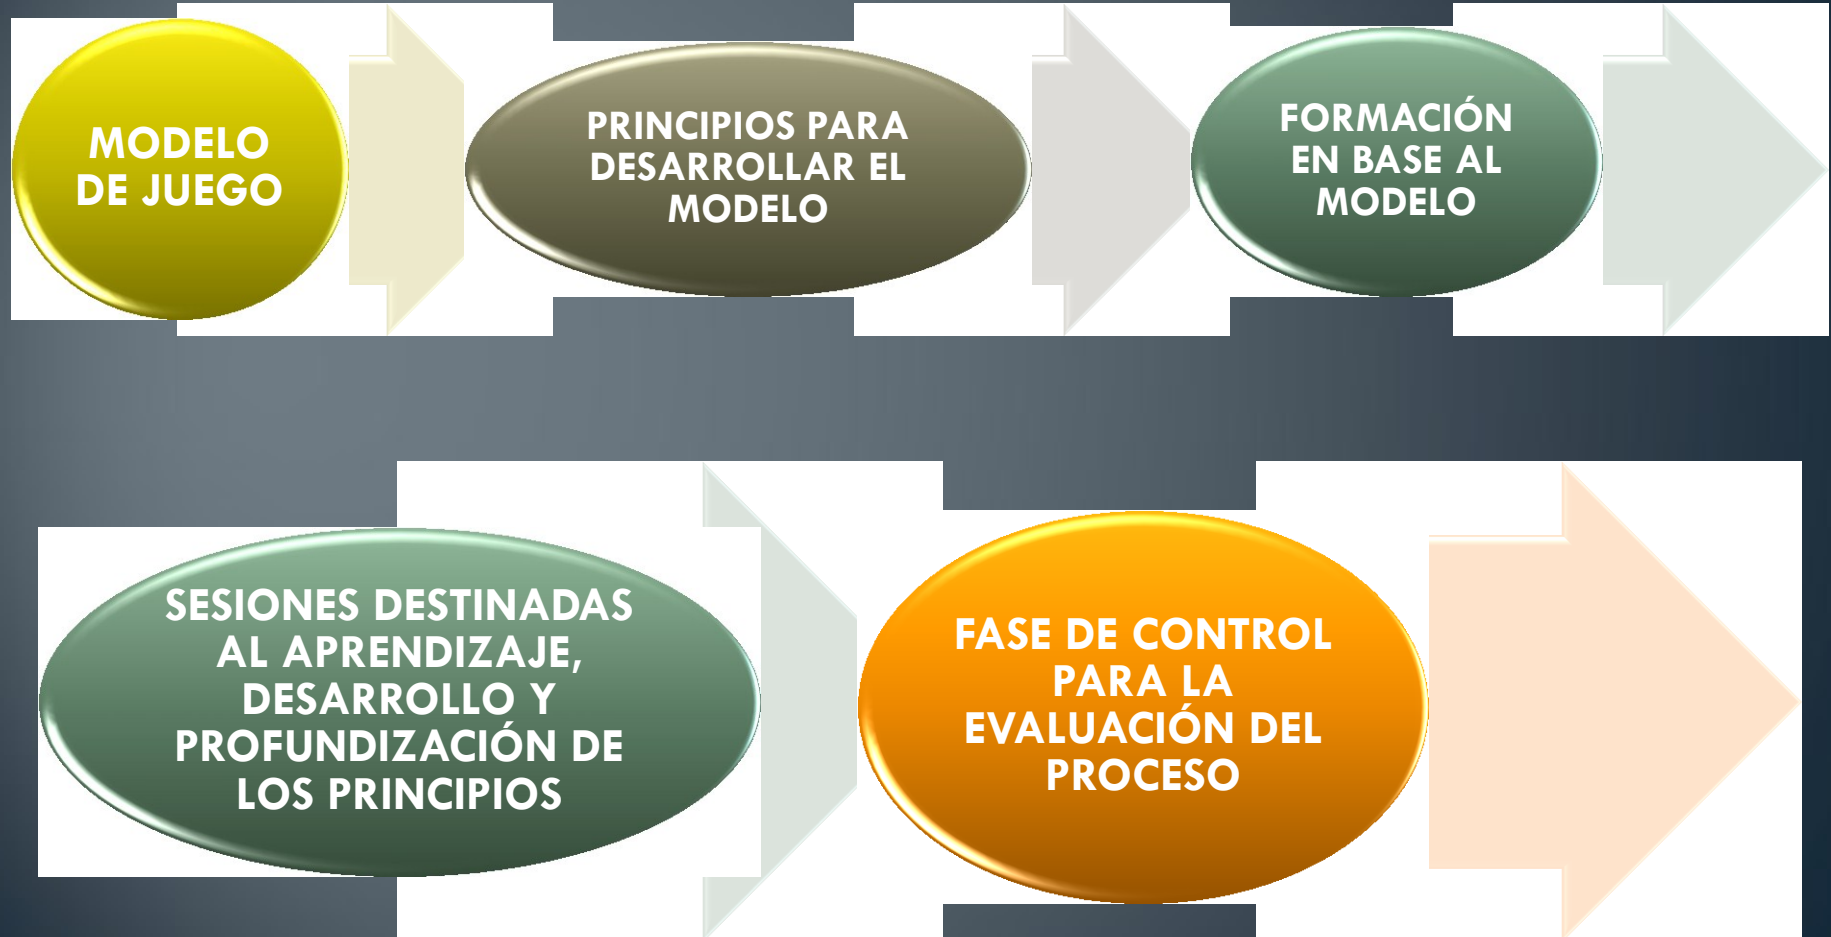 MODELO
DE JUEGO
PRINCIPIOS PARA
DESARROLLAR EL
MODELO
FORMACIÓN
EN BASE AL
MODELO
SESIONES DESTINADAS
AL APRENDIZAJE,
DESARROLLO Y
PROFUNDIZACIÓN DE
LOS PRINCIPIOS
FASE DE CONTROL
PARA LA
EVALUACIÓN DEL
PROCESO